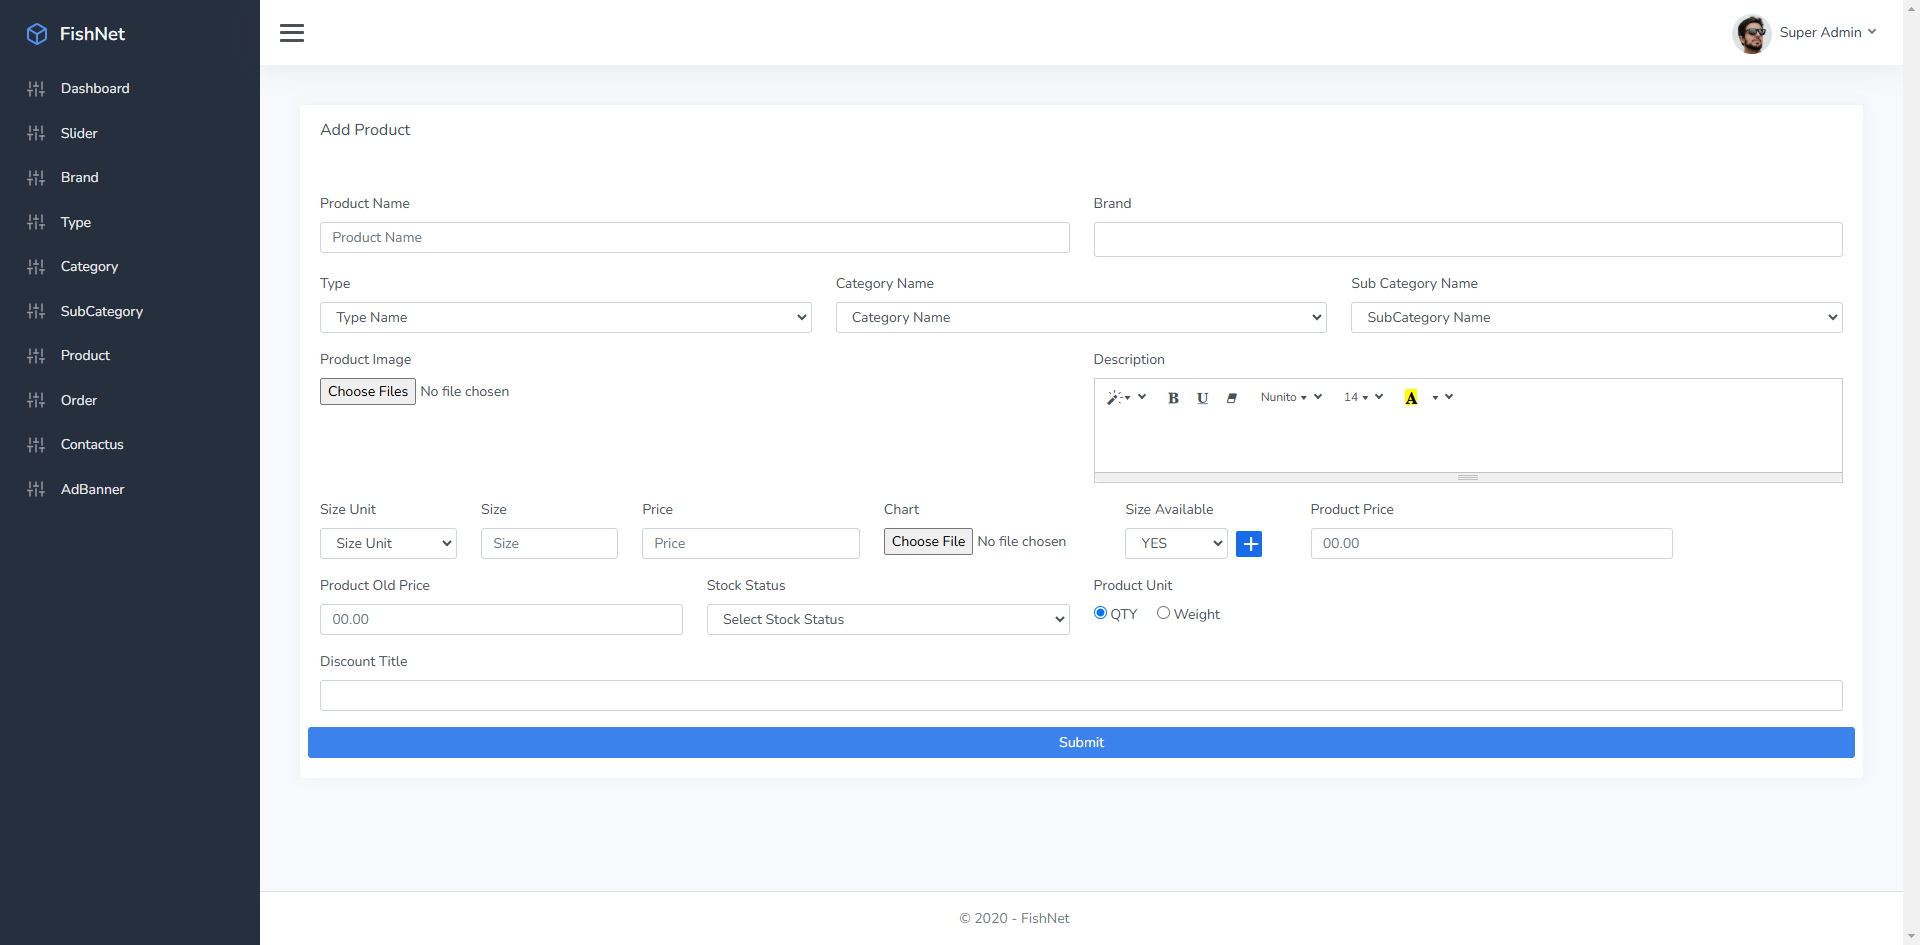 FishNet
Super Admin
Dashboard
Slider
Brand
Type
Category
SubCategory
Product
Order
Contactus
AdBanner
Add Product
Product Name Brand
Product Name
Type Category Name Sub Category Name
Type Name Category Name SubCategory Name
Product Image Description
Choose Files No file chosen
B U Nunito 14 A
Size Unit Size Price Chart Size Available Product Price
Size Unit Size Price Choose File No file chosen YES + 00.00
Product Old Price Stock Status Product Unit
00.00 Select Stock Status QTY Weight
Discount Title
Submit
© 2020 - FishNet